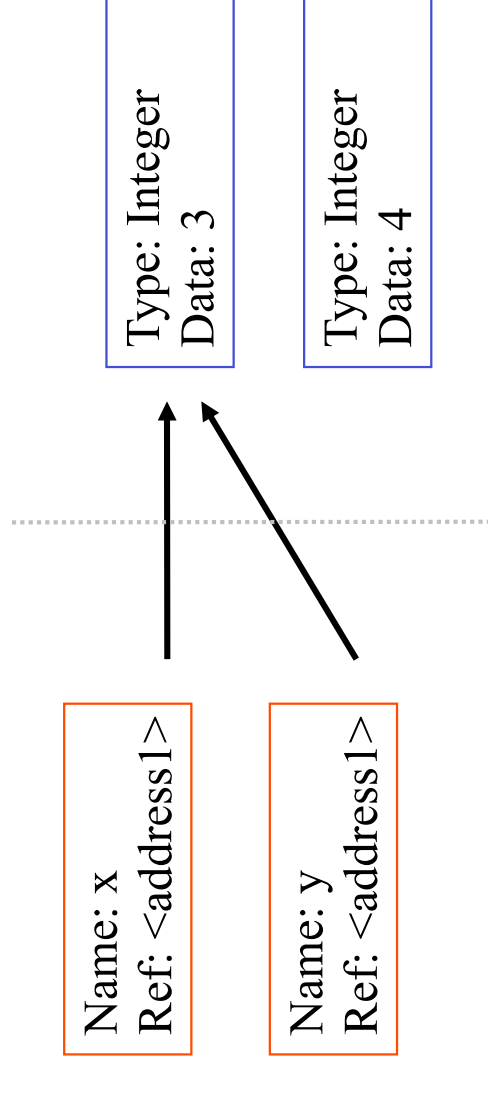 Name: x
Ref: <address1>
Type: Integer
Data: 3
Name: y
Ref: <address1>
Type: Integer
Data: 4